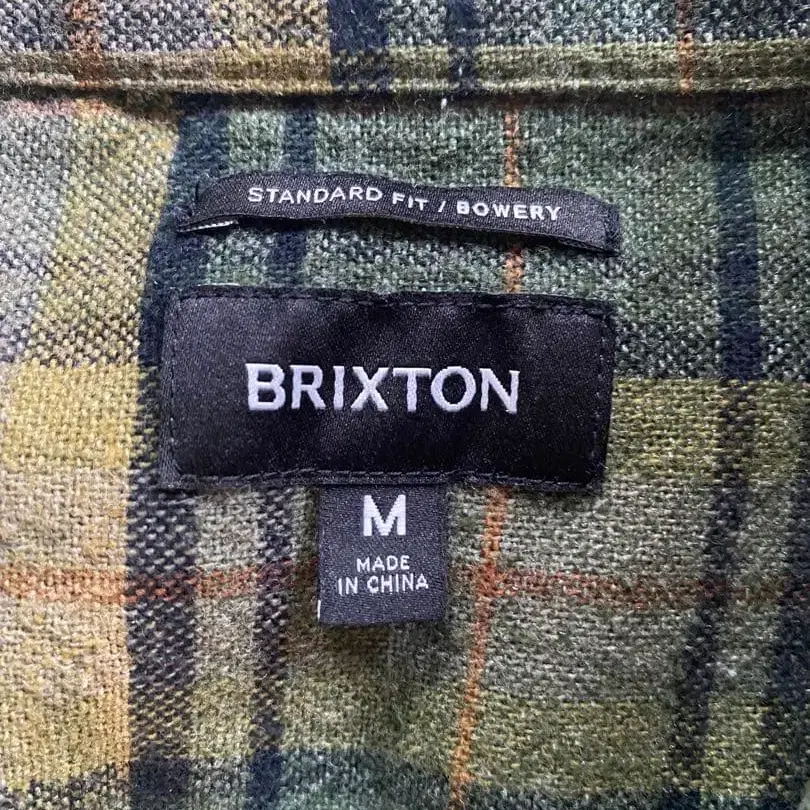 STANDARD FIT / BOWERY
BRIXTON
M
MADE
IN CHINA